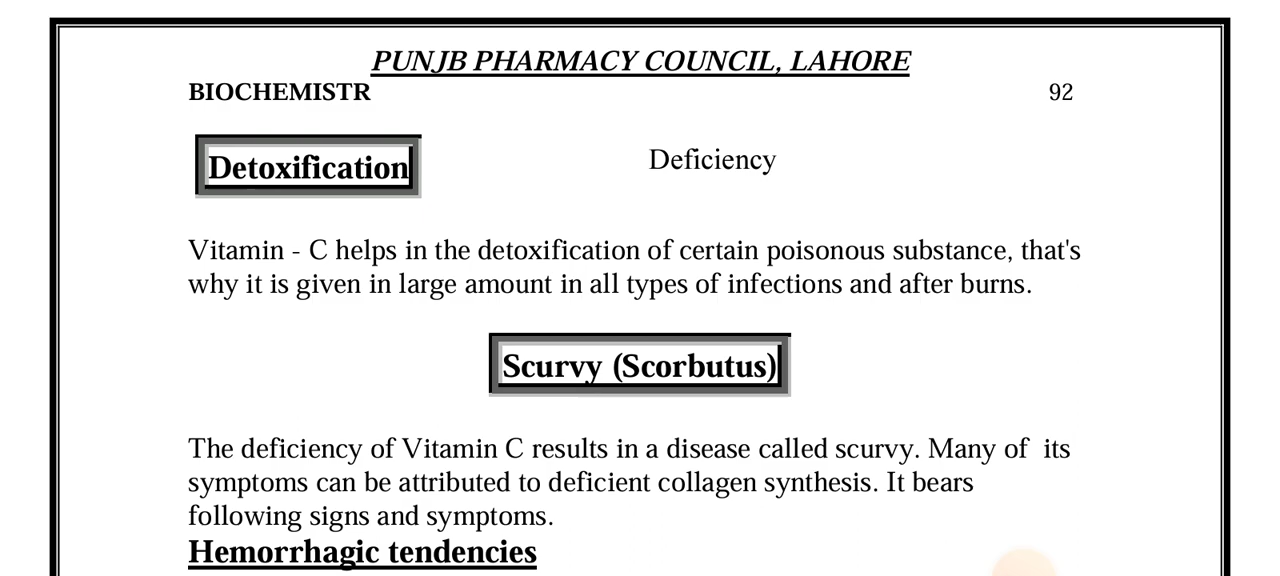 PUNJB PHARMACY COUNCIL, LAHORE
BIOCHEMISTR 92
Detoxification Deficiency
Vitamin - C helps in the detoxification of certain poisonous substance, that's
why it is given in large amount in all types of infections and after burns.
Scurvy (Scorbutus)
The deficiency of Vitamin C results in a disease called scurvy. Many of its
symptoms can be attributed to deficient collagen synthesis. It bears
following signs and symptoms.
Hemorrhagic tendencies